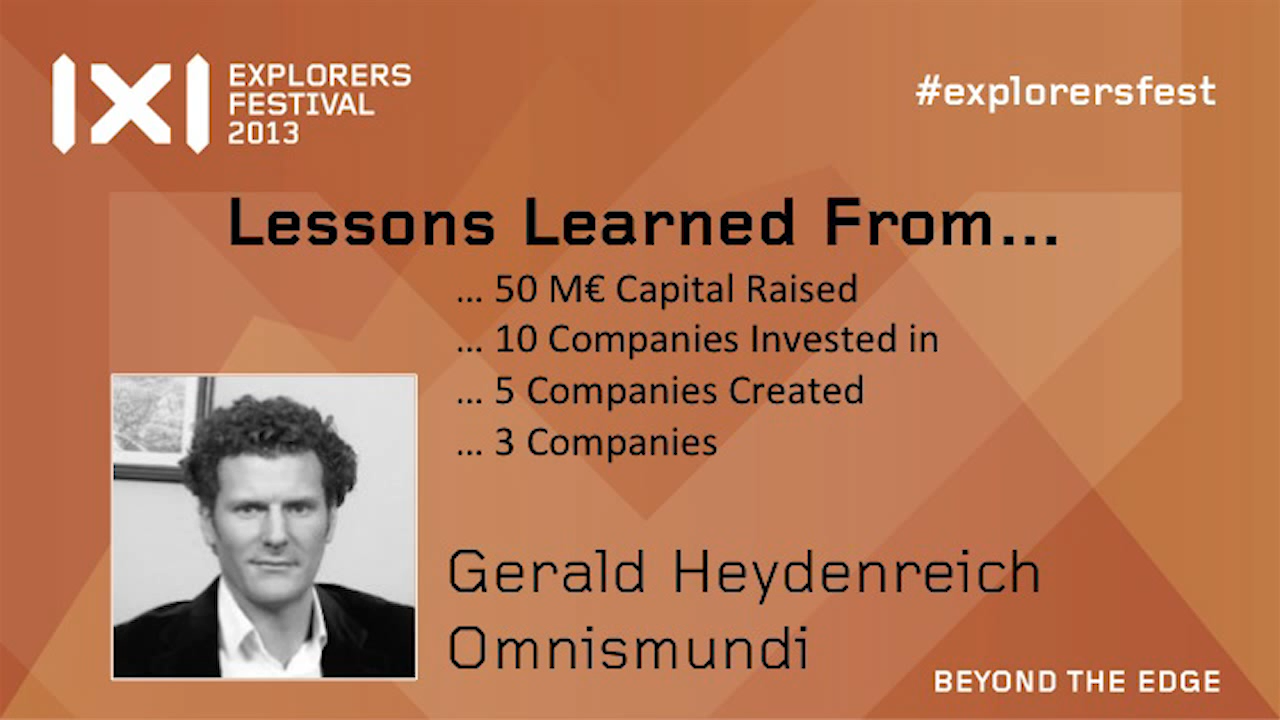 |X| EXPLORERS
FESTIVAL
2013
#explorersfest
Lessons Learned From...
... 50 M€ Capital Raised
... 10 Companies Invested in
... 5 Companies Created
... 3 Companies
Gerald Heydenreich
Omnismundi
BEYOND THE EDGE